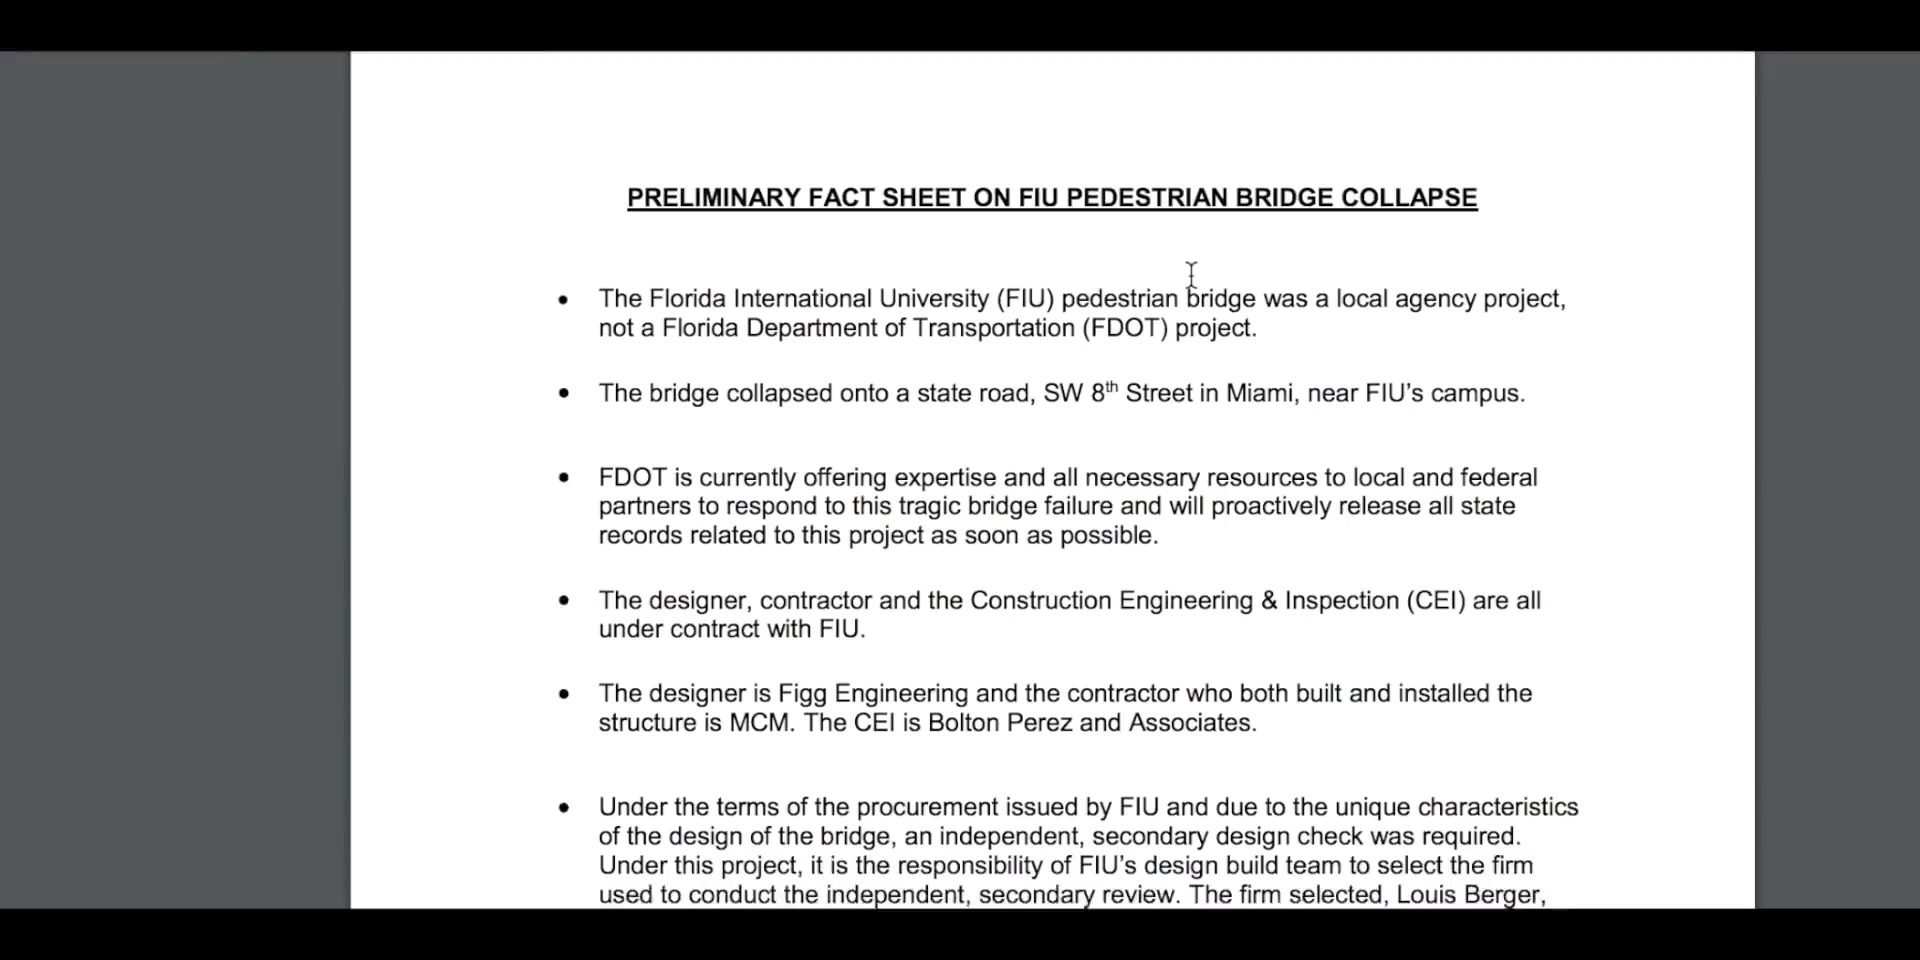 PRELIMINARY FACT SHEET ON FIU PEDESTRIAN BRIDGE COLLAPSE
• The Florida International University (FIU) pedestrian bridge was a local agency project,
not a Florida Department of Transportation (FDOT) project.
• The bridge collapsed onto a state road, SW 8th Street in Miami, near FIU's campus.
• FDOT is currently offering expertise and all necessary resources to local and federal
partners to respond to this tragic bridge failure and will proactively release all state
records related to this project as soon as possible.
• The designer, contractor and the Construction Engineering & Inspection (CEI) are all
under contract with FIU.
• The designer is Figg Engineering and the contractor who both built and installed the
structure is MCM. The CEI is Bolton Perez and Associates.
• Under the terms of the procurement issued by FIU and due to the unique characteristics
of the design of the bridge, an independent, secondary design check was required.
Under this project, it is the responsibility of FIU's design build team to select the firm
used to conduct the independent, secondary review. The firm selected, Louis Berger,